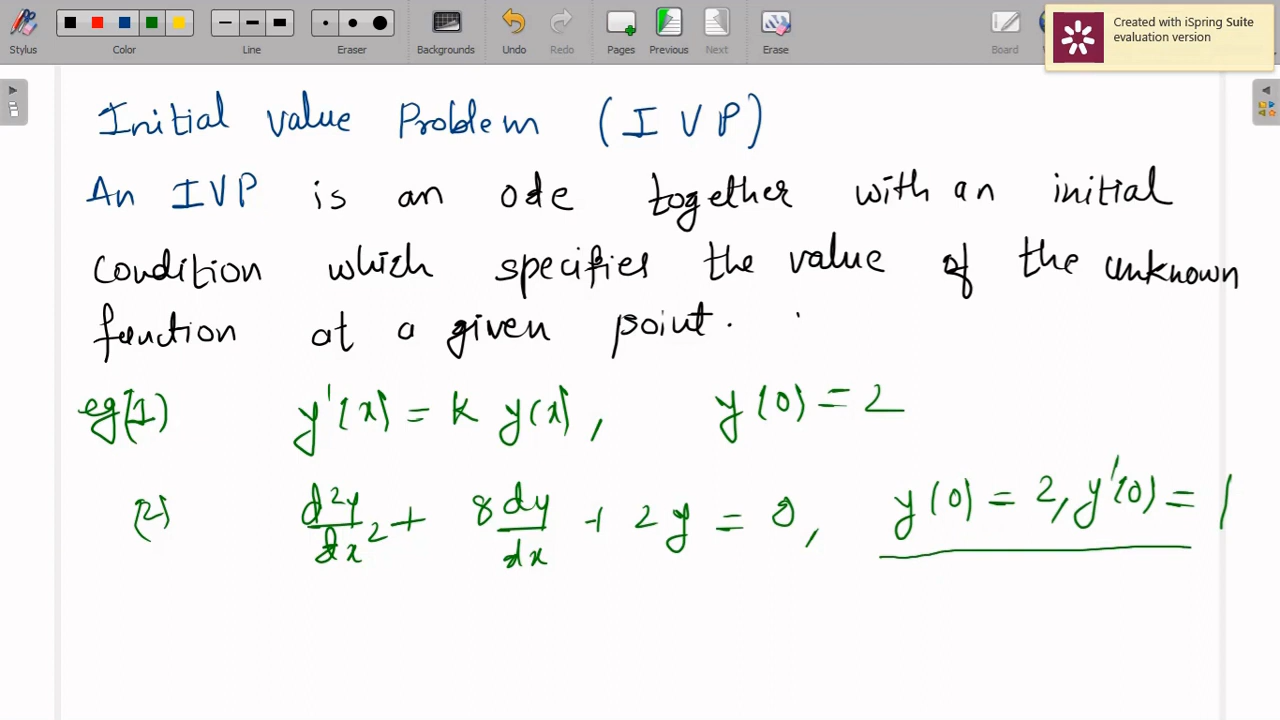 Created with iSpring Suite
evaluation version
Stylus Color Line Eraser Backgrounds Undo Redo Pages Previous Next Erase Board
Initial value Problem (IVP)
An IVP is an ode together with an initial
condition which specifies the value of the unknown
function at a given point.
eg(1) y'(x) = k y(x), y(0) = 2
(2) d²y/dx² + 8 dy/dx + 2y = 0, y(0) = 2, y'(0) = 1